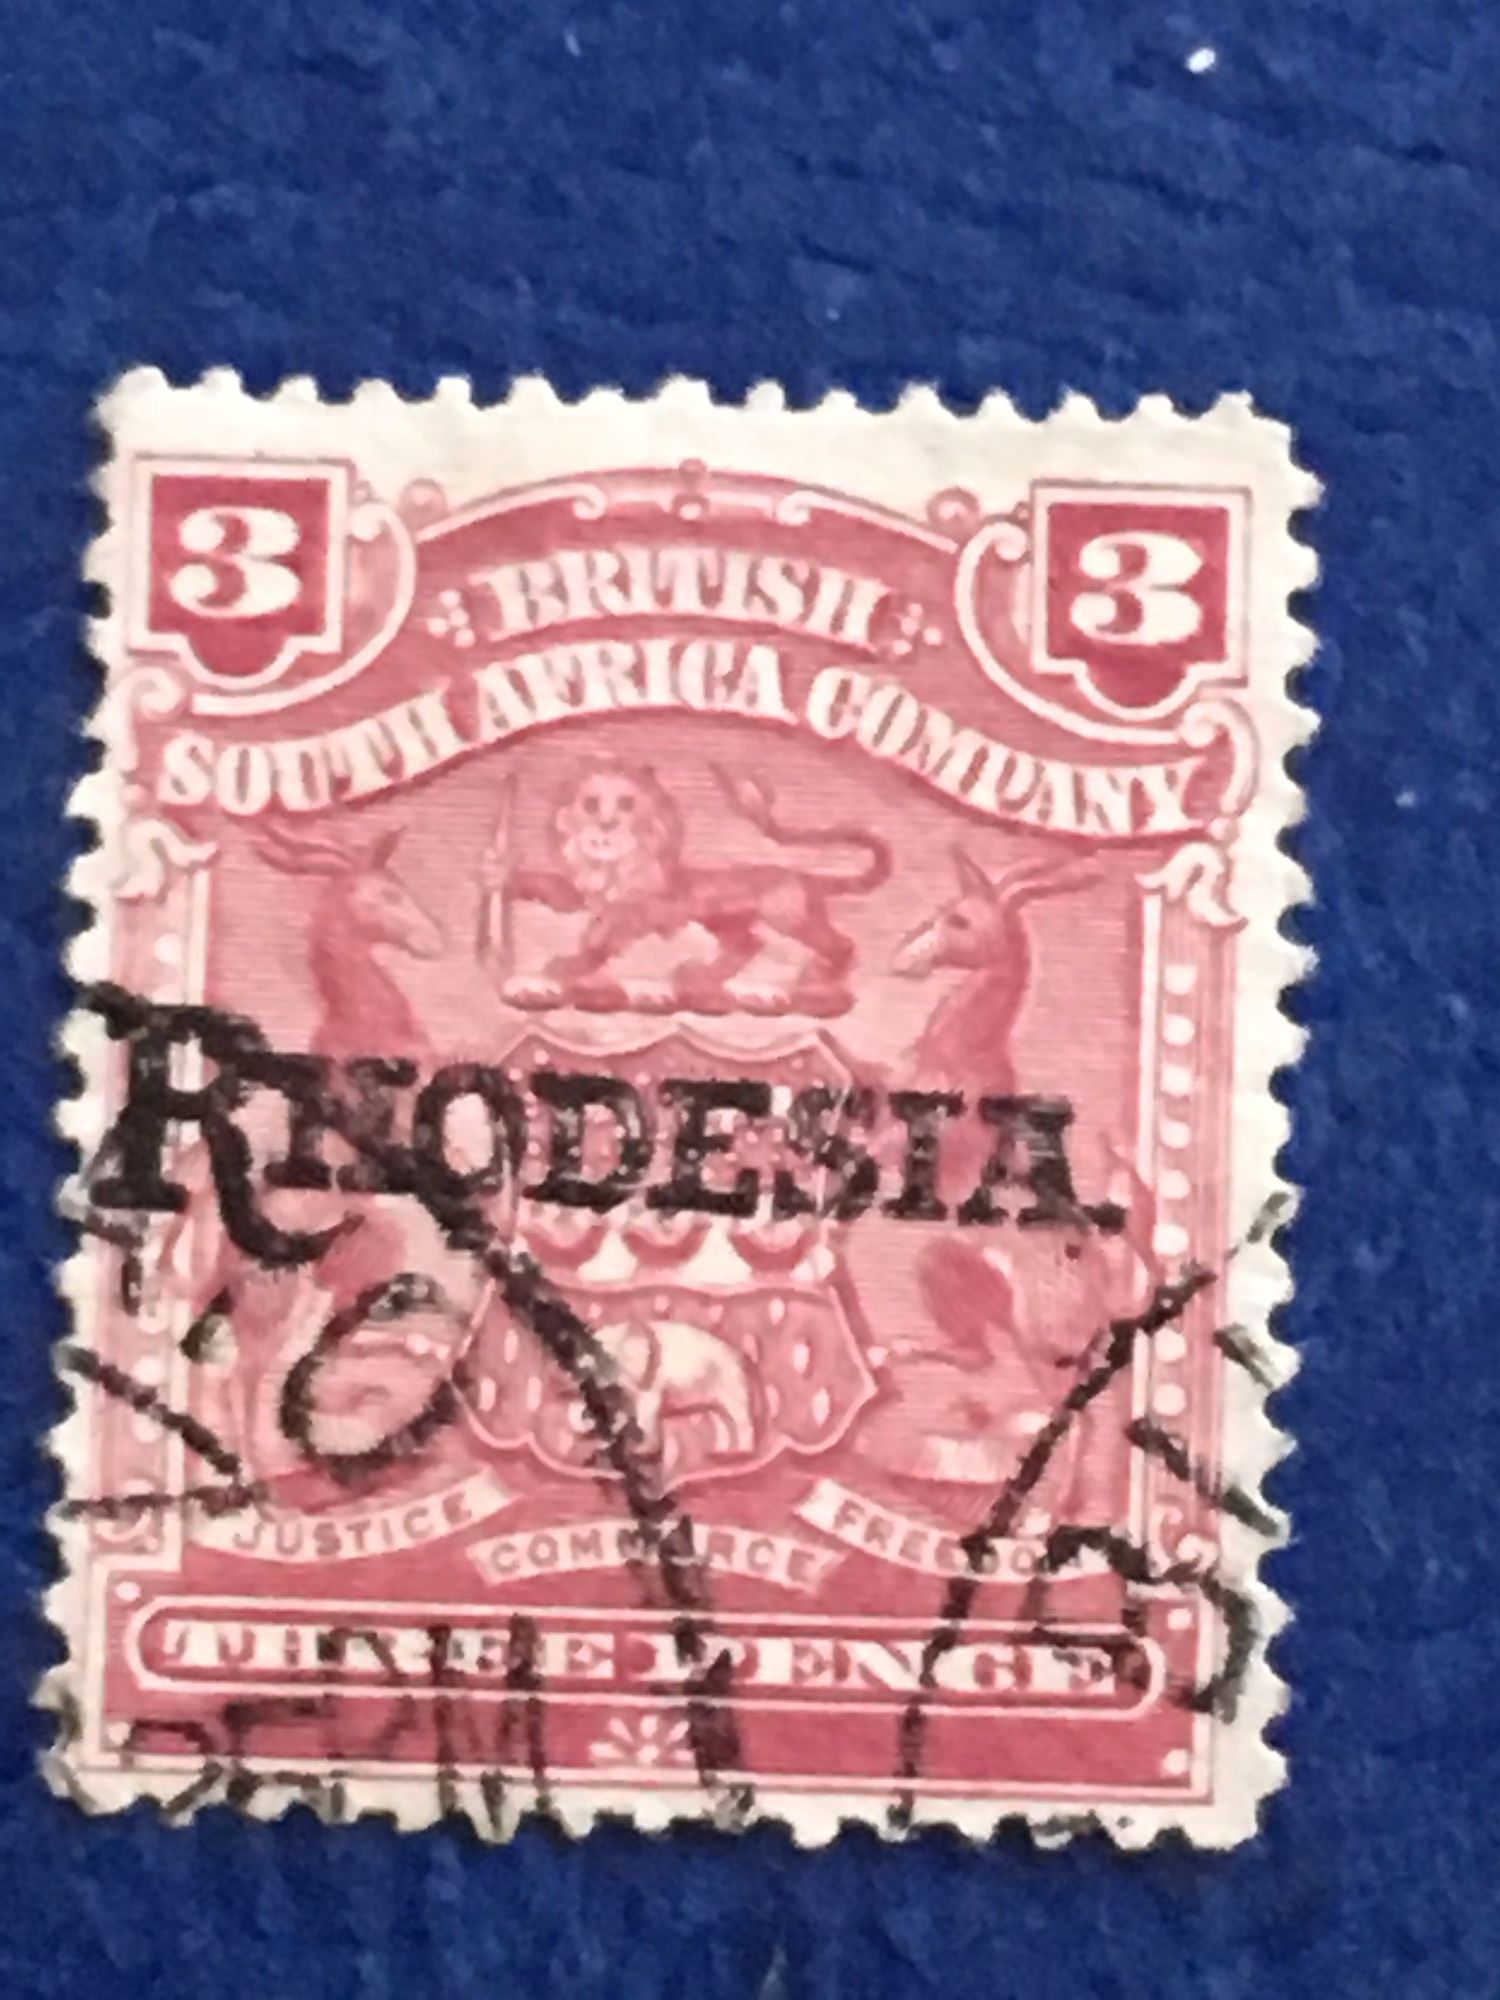 3 3
BRITISH
SOUTH AFRICA COMPANY
RHODESIA.
JUSTICE COMMERCE FREEDOM
THREE PENCE